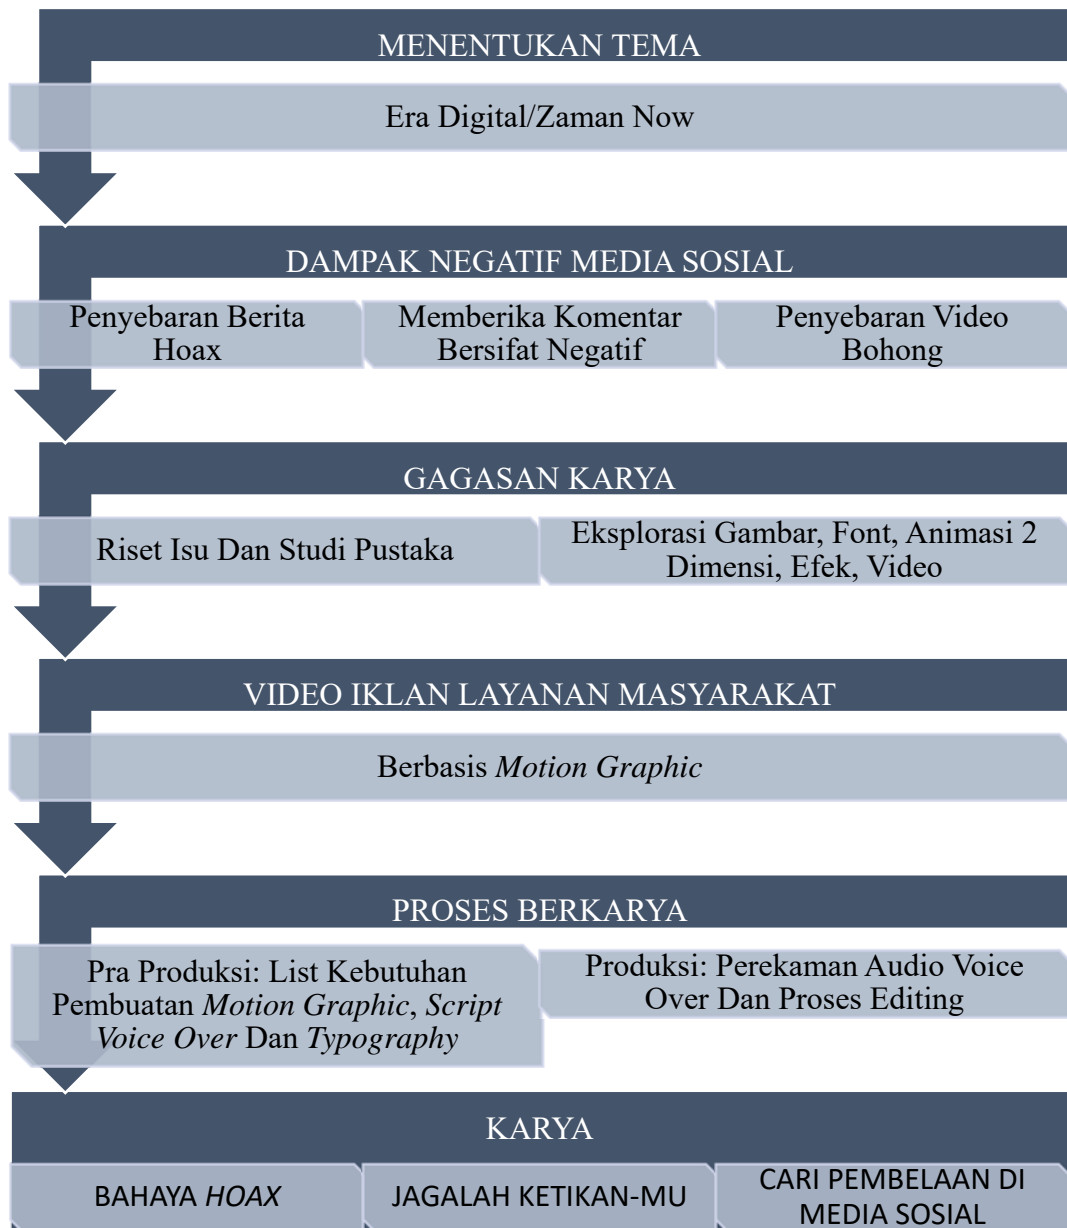 MENENTUKAN TEMA
Era Digital/Zaman Now
DAMPAK NEGATIF MEDIA SOSIAL
Penyebaran Berita
Hoax
Memberika Komentar
Bersifat Negatif
Penyebaran Video
Bohong
GAGASAN KARYA
Riset Isu Dan Studi Pustaka
Eksplorasi Gambar, Font, Animasi 2
Dimensi, Efek, Video
VIDEO IKLAN LAYANAN MASYARAKAT
Berbasis Motion Graphic
PROSES BERKARYA
Pra Produksi: List Kebutuhan
Pembuatan Motion Graphic, Script
Voice Over Dan Typography
Produksi: Perekaman Audio Voice
Over Dan Proses Editing
KARYA
BAHAYA HOAX
JAGALAH KETIKAN-MU
CARI PEMBELAAN DI
MEDIA SOSIAL